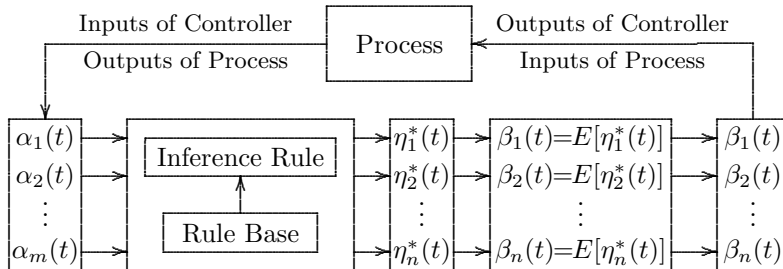 Inputs of Controller
Outputs of Process
Process
Outputs of Controller
Inputs of Process
α₁(t)
α₂(t)
⋮
αₘ(t)
Inference Rule
Rule Base
η₁*(t)
η₂*(t)
⋮
ηₙ*(t)
β₁(t)=E[η₁*(t)]
β₂(t)=E[η₂*(t)]
⋮
βₙ(t)=E[ηₙ*(t)]
β₁(t)
β₂(t)
⋮
βₙ(t)